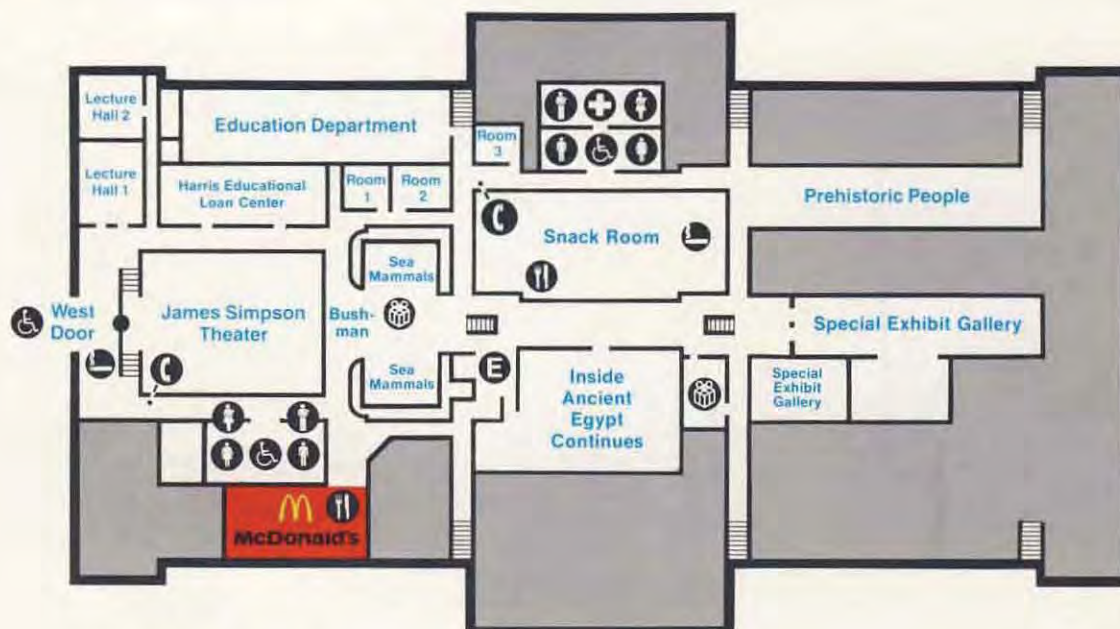 Lecture
Hall 2
Education Department
Room
3
Lecture
Hall 1
Harris Educational
Loan Center
Room
1
Room
2
Prehistoric People
Snack Room
Sea
Mammals
West
Door
James Simpson
Theater
Bush-
man
Special Exhibit Gallery
Sea
Mammals
E
Inside
Ancient
Egypt
Continues
Special
Exhibit
Gallery
McDonald's